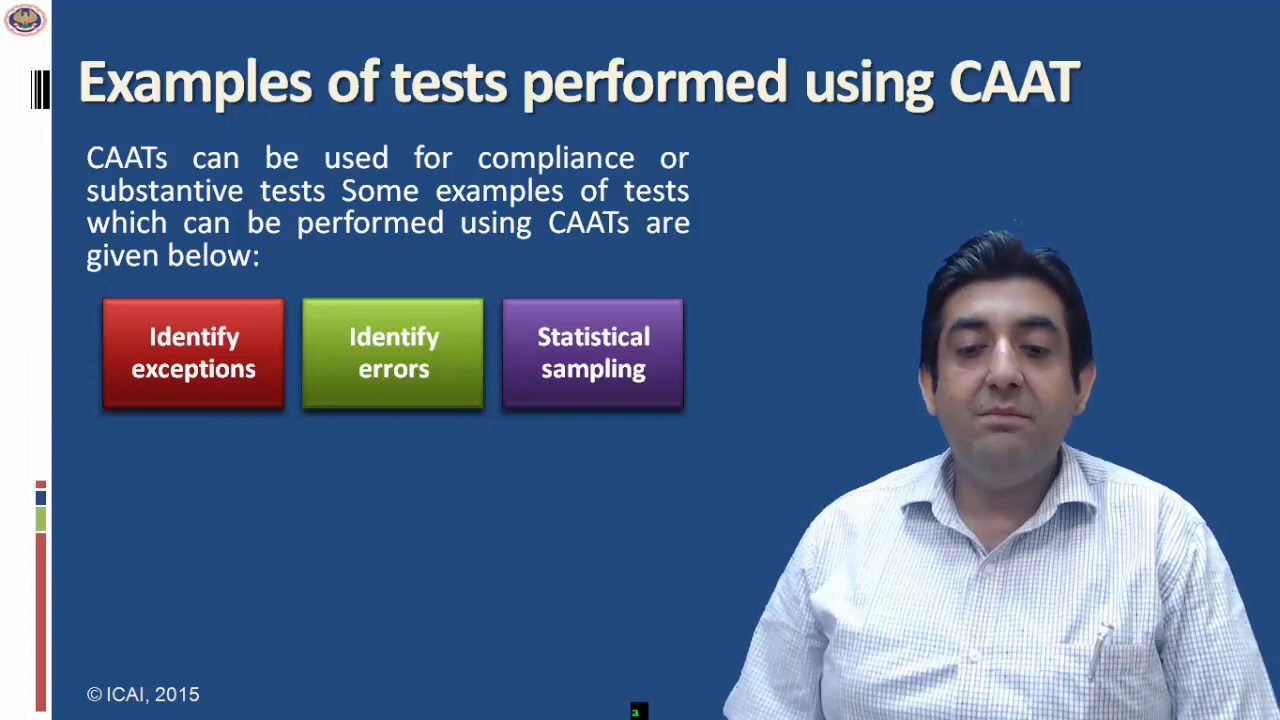 Examples of tests performed using CAAT
CAATs can be used for compliance or
substantive tests Some examples of tests
which can be performed using CAATs are
given below:
Identify
exceptions
Identify
errors
Statistical
sampling
© ICAI, 2015
a